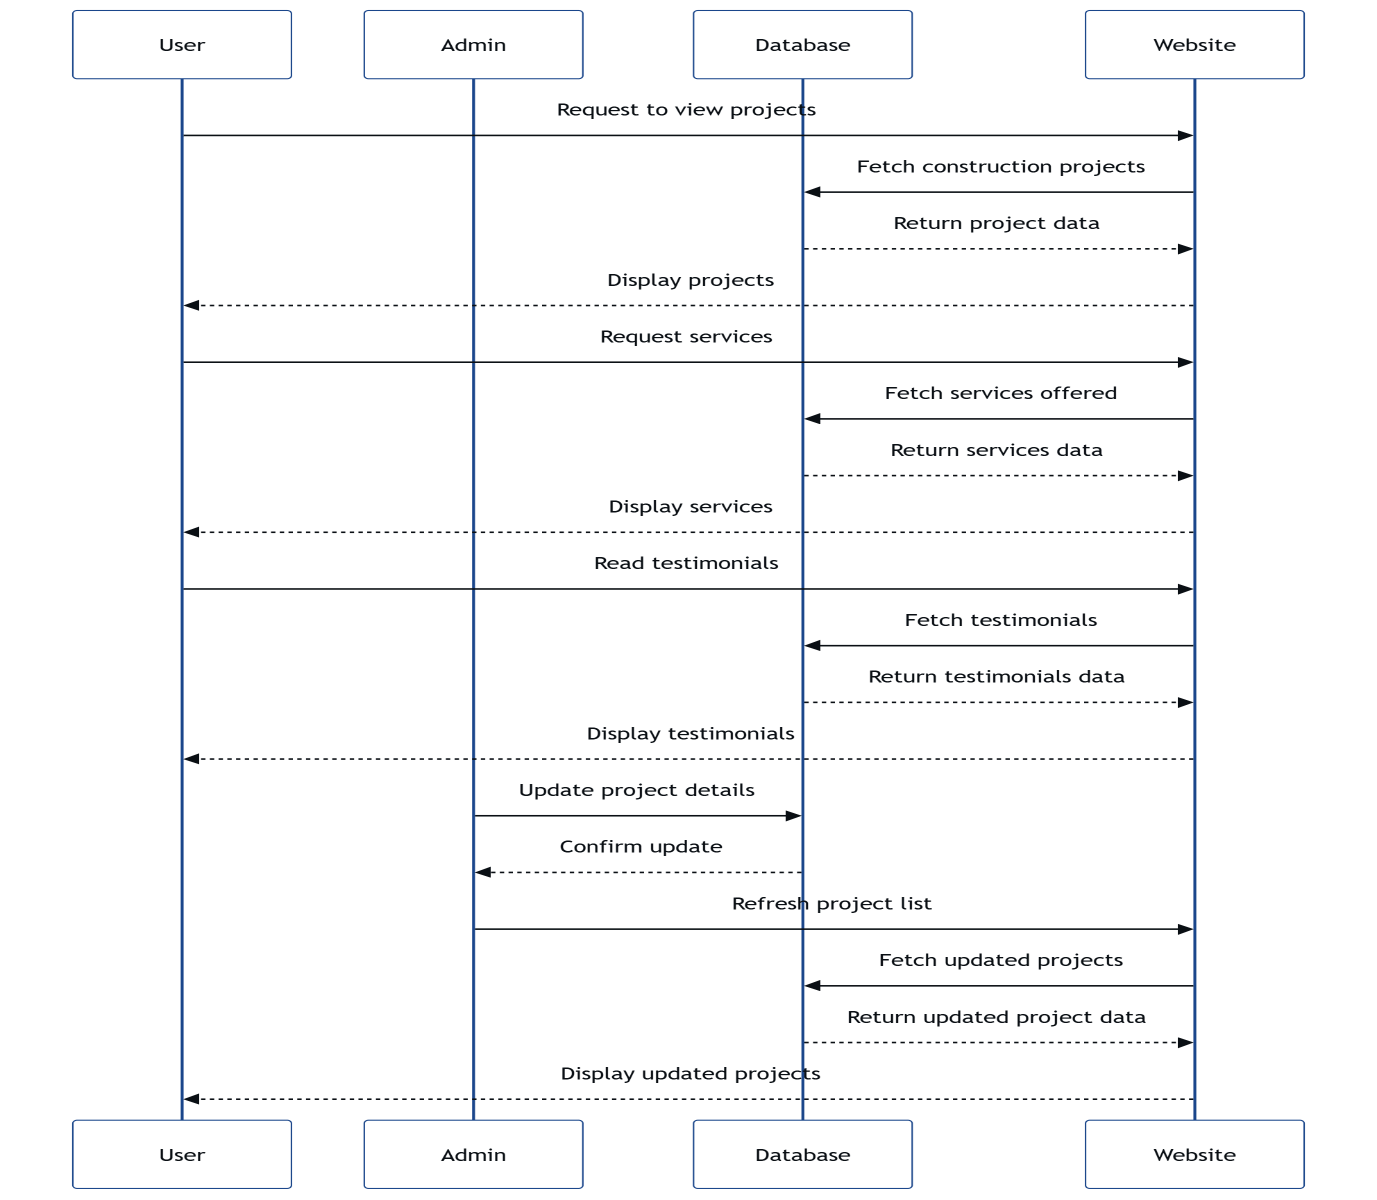 User
Admin
Database
Website
Request to view projects
Fetch construction projects
Return project data
Display projects
Request services
Fetch services offered
Return services data
Display services
Read testimonials
Fetch testimonials
Return testimonials data
Display testimonials
Update project details
Confirm update
Refresh project list
Fetch updated projects
Return updated project data
Display updated projects
User
Admin
Database
Website